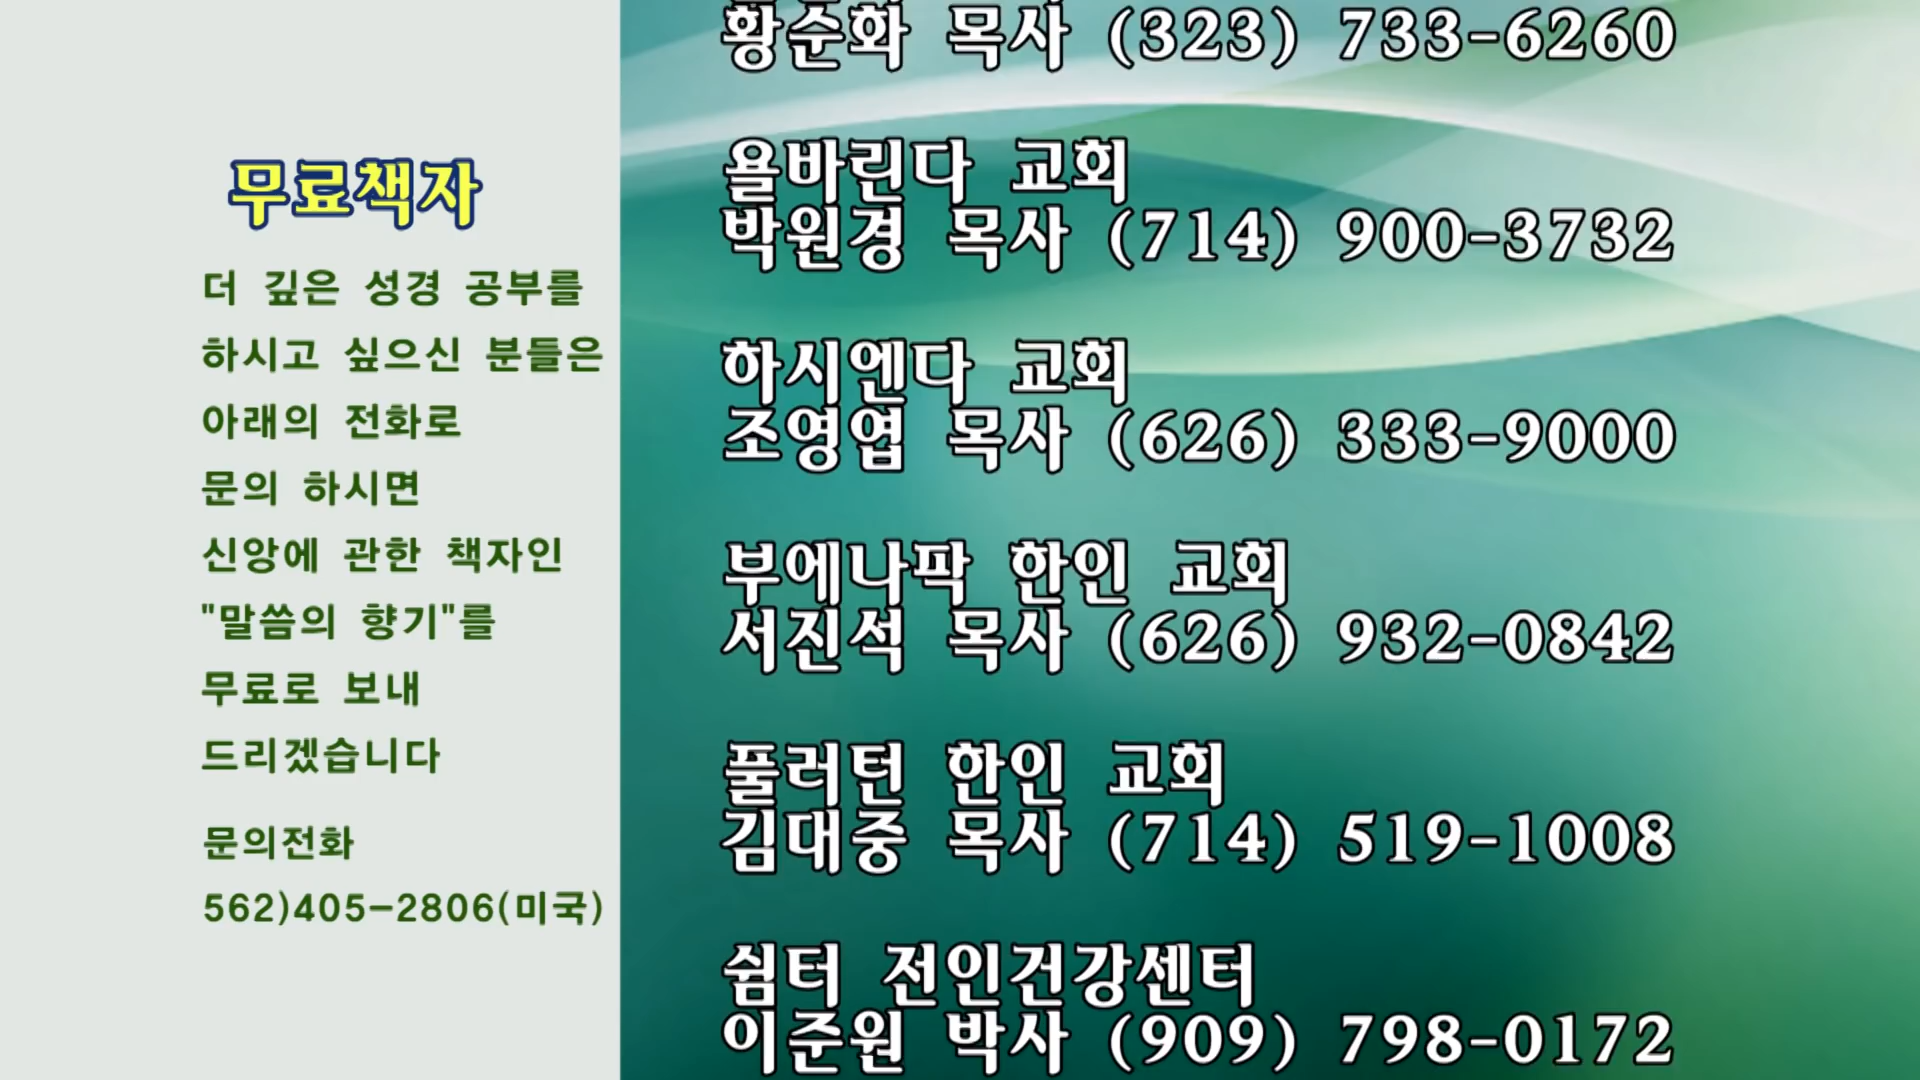 무료책자
더 깊은 성경 공부를
하시고 싶으신 분들은
아래의 전화로
문의 하시면
신앙에 관한 책자인
"말씀의 향기"를
무료로 보내
드리겠습니다
문의전화
562)405-2806(미국)
황순화 목사 (323) 733-6260
욜바린다 교회
박원경 목사 (714) 900-3732
하시엔다 교회
조영엽 목사 (626) 333-9000
부에나팍 한인 교회
서진석 목사 (626) 932-0842
풀러턴 한인 교회
김대중 목사 (714) 519-1008
쉼터 전인건강센터
이준원 박사 (909) 798-0172